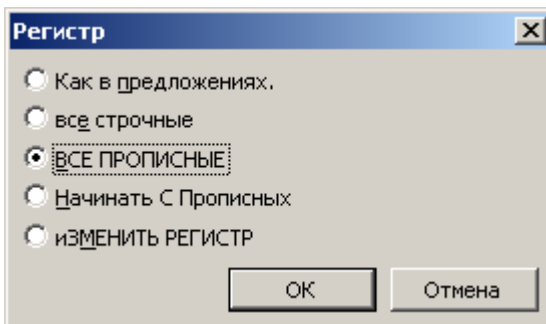 Регистр
Как в предложениях.
все строчные
ВСЕ ПРОПИСНЫЕ
Начинать С Прописных
иЗМЕНИТЬ РЕГИСТР
ОК Отмена